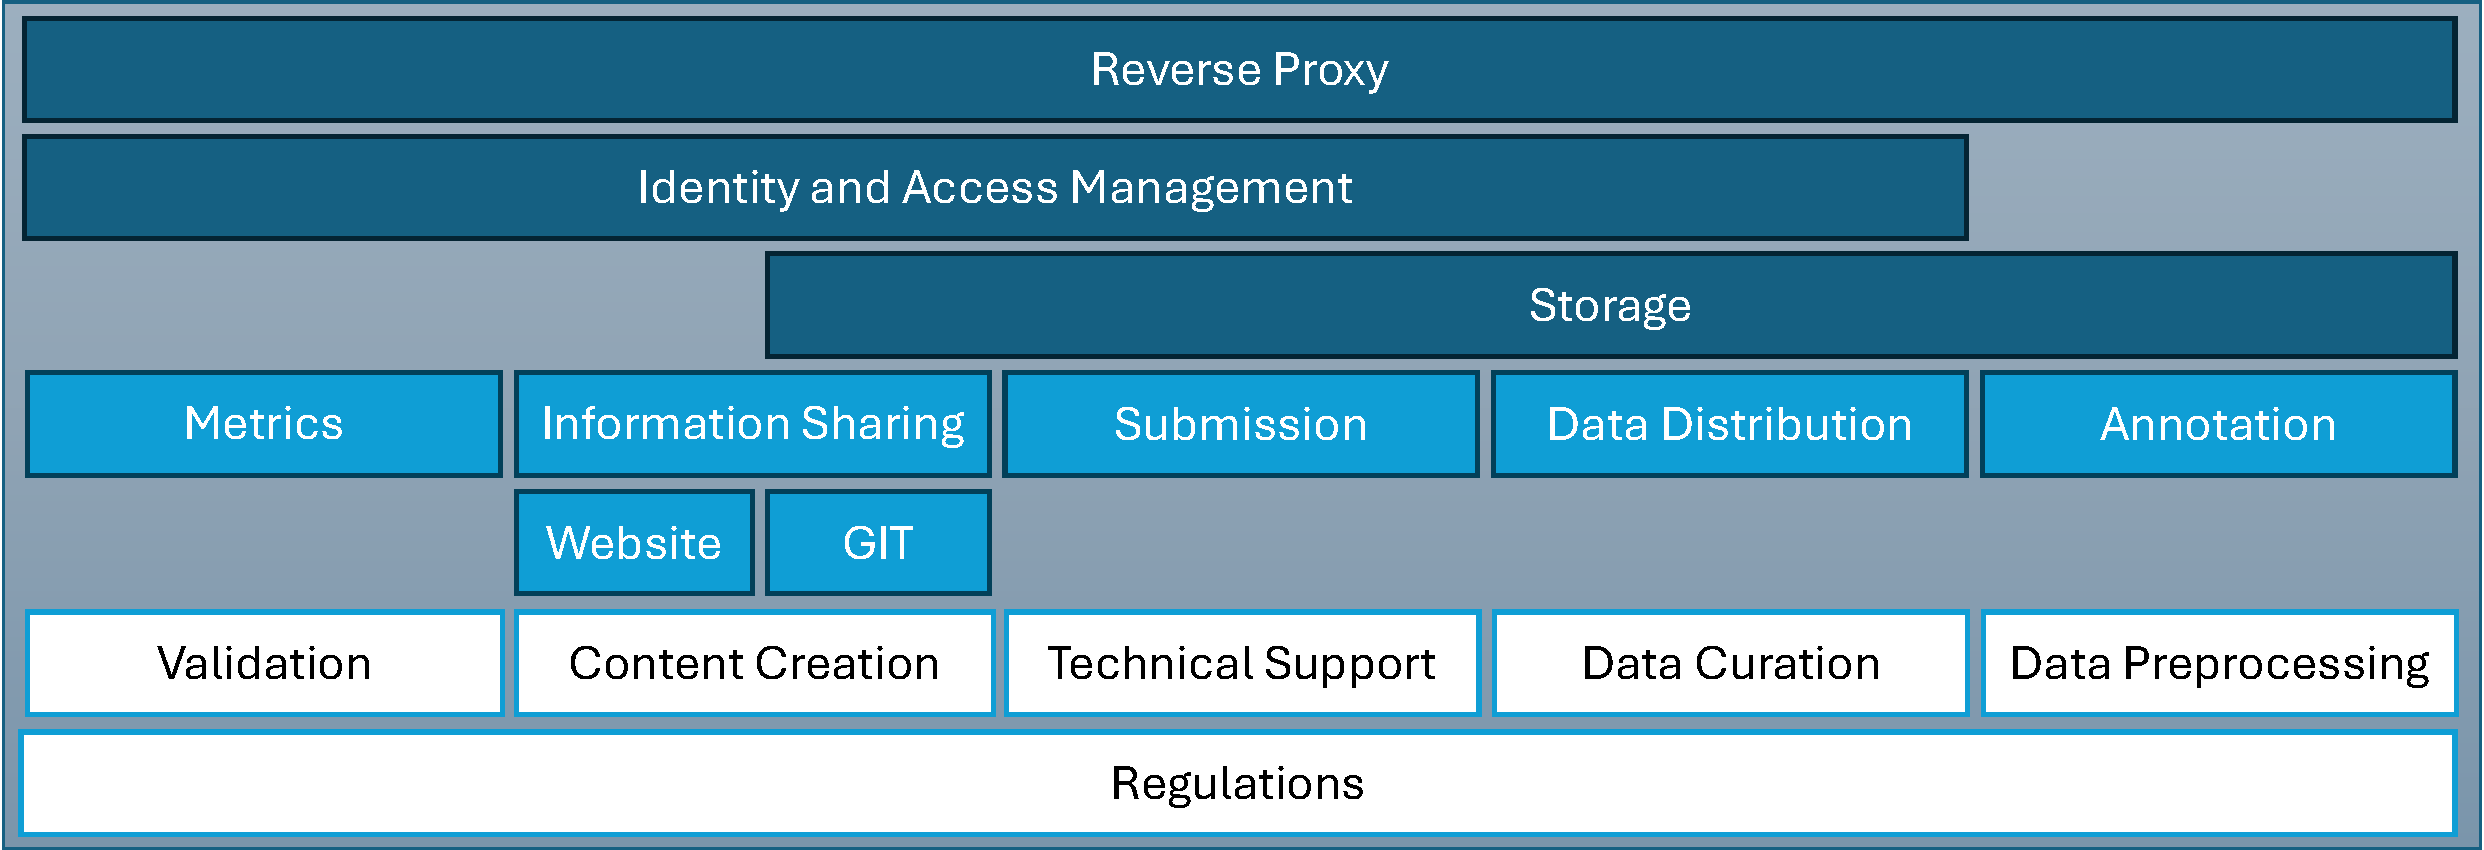 Reverse Proxy
Identity and Access Management
Storage
Metrics
Information Sharing
Submission
Data Distribution
Annotation
Website
GIT
Validation
Content Creation
Technical Support
Data Curation
Data Preprocessing
Regulations